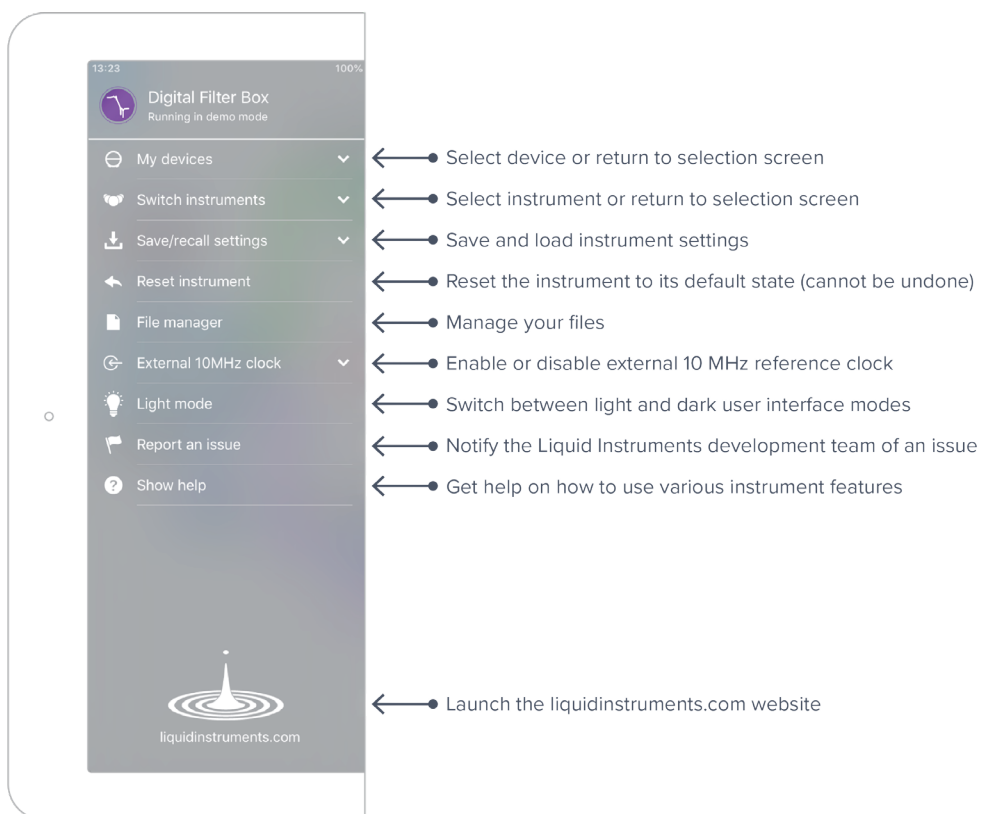 13:23 100%
Digital Filter Box
Running in demo mode
My devices
Select device or return to selection screen
Switch instruments
Select instrument or return to selection screen
Save/recall settings
Save and load instrument settings
Reset instrument
Reset the instrument to its default state (cannot be undone)
File manager
Manage your files
External 10MHz clock
Enable or disable external 10 MHz reference clock
Light mode
Switch between light and dark user interface modes
Report an issue
Notify the Liquid Instruments development team of an issue
? Show help
Get help on how to use various instrument features
Launch the liquidinstruments.com website
liquidinstruments.com